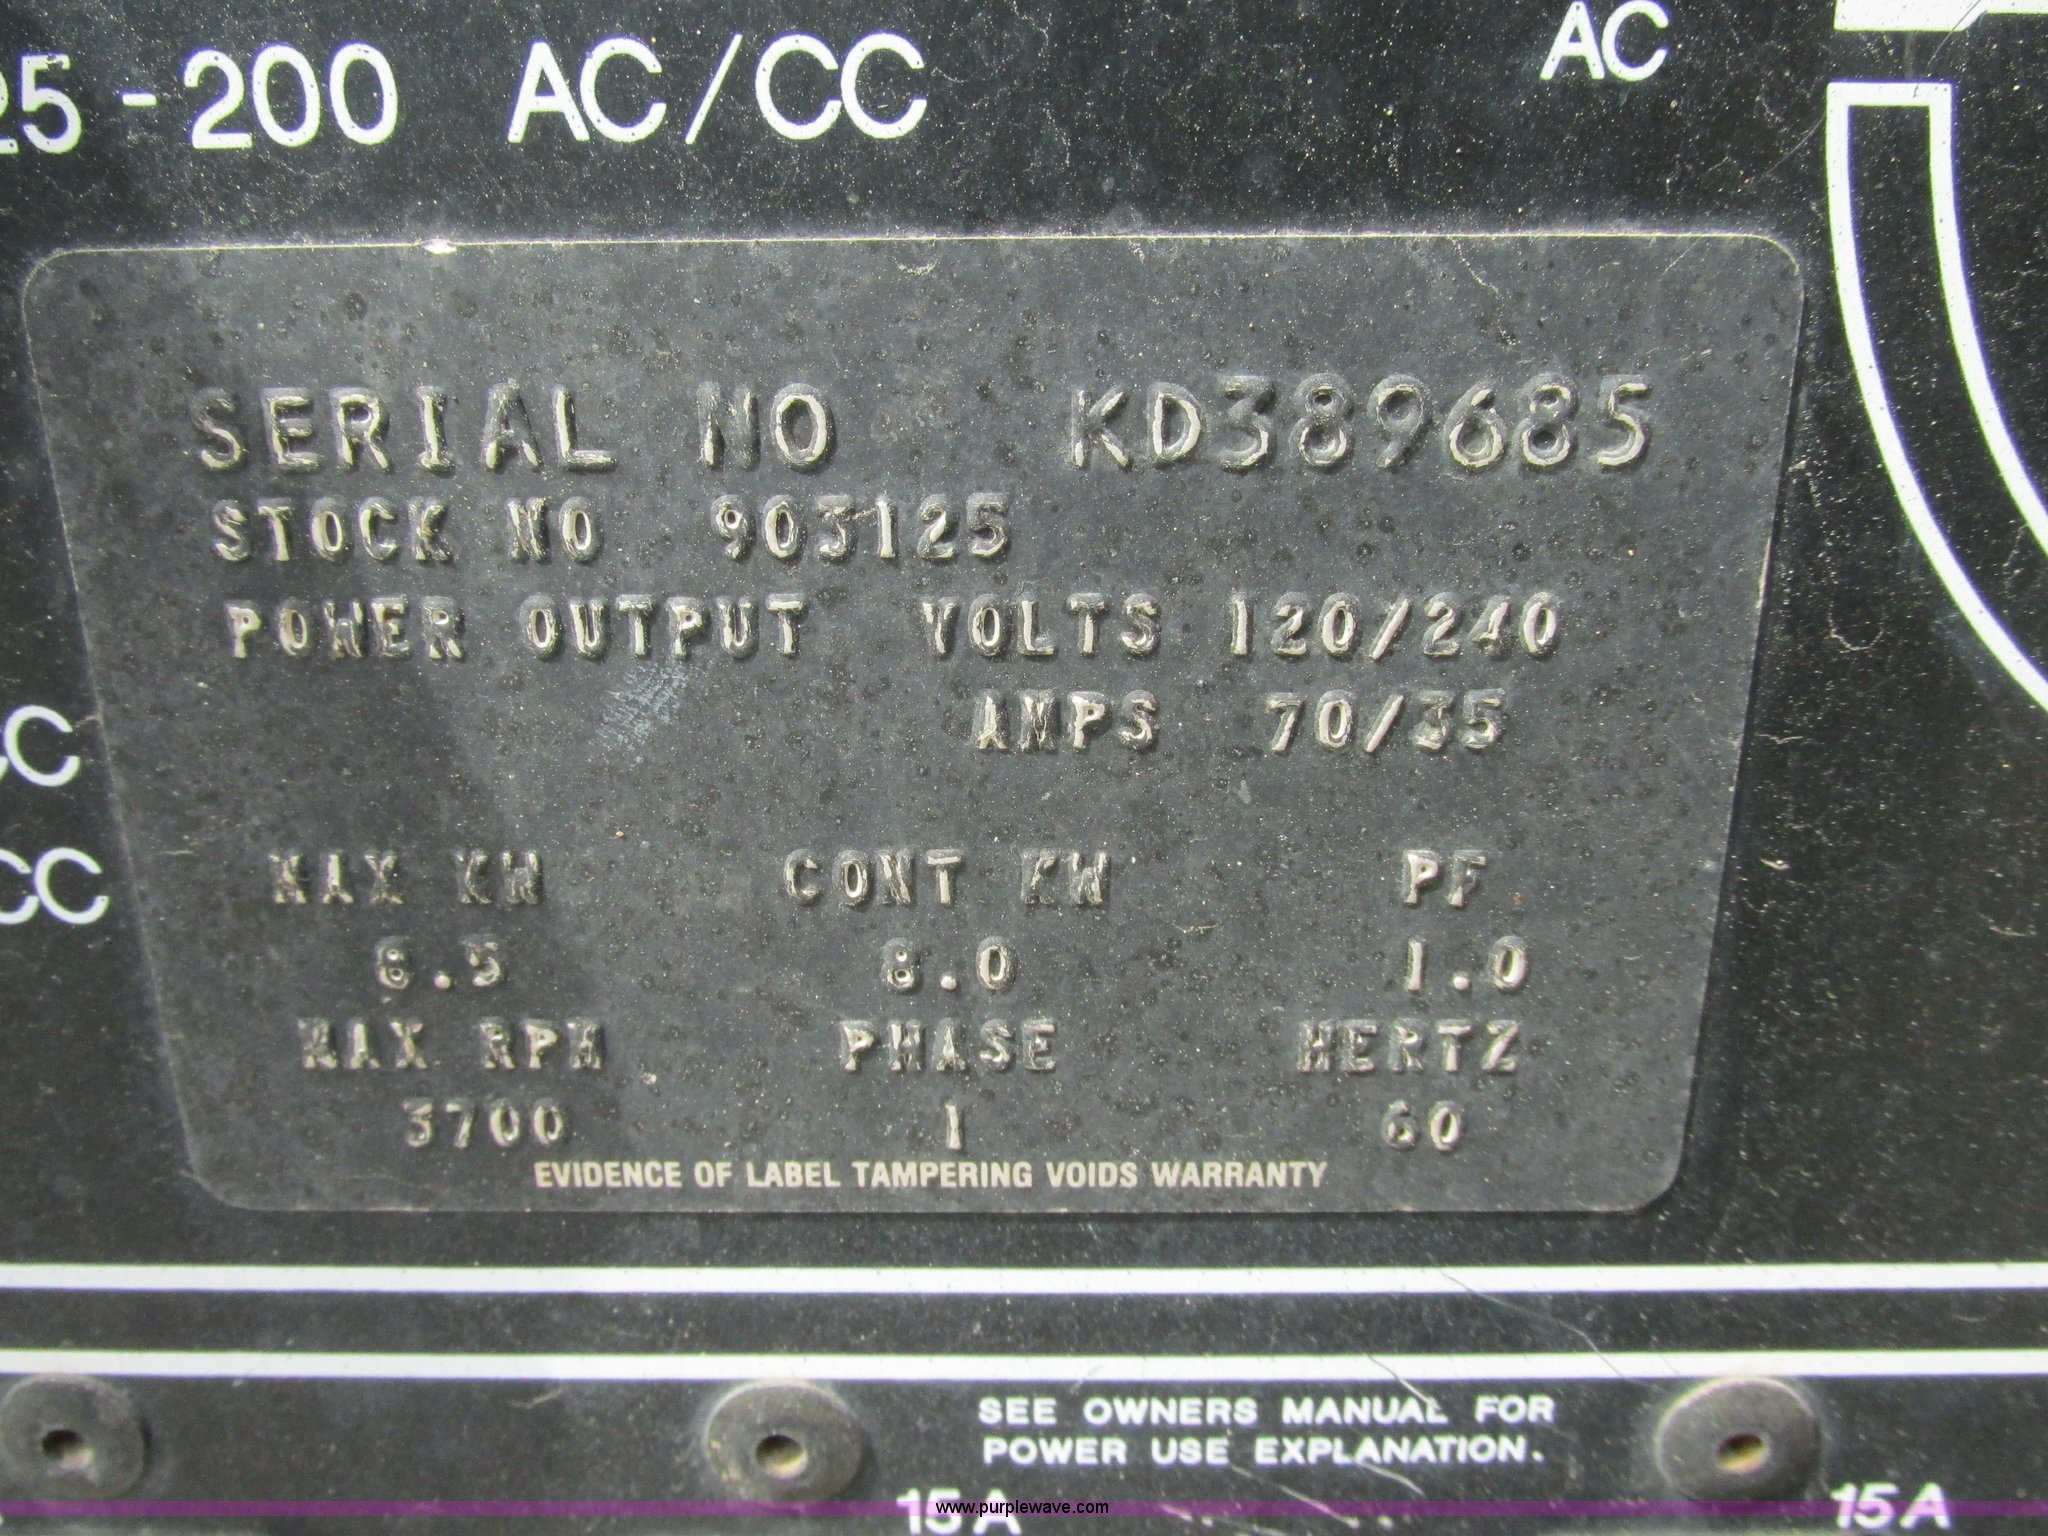 25-200 AC/CC
AC
SERIAL NO KD389685
STOCK NO 903125
POWER OUTPUT VOLTS 120/240
AMPS 70/35
CC
MAX KW CONT KW PF
CC
8.5 8.0 1.0
MAX RPM PHASE HERTZ
3700 1 60
EVIDENCE OF LABEL TAMPERING VOIDS WARRANTY
SEE OWNERS MANUAL FOR
POWER USE EXPLANATION.
15A 15A
www.purplewave.com